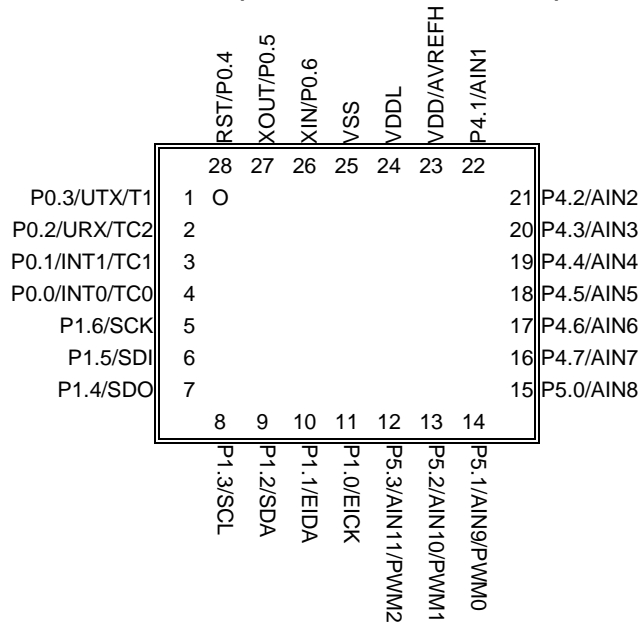 RST/P0.4
XOUT/P0.5
XIN/P0.6
VSS
VDDL
VDD/AVREFH
P4.1/AIN1
28 27 26 25 24 23 22
P0.3/UTX/T1 1 O 21 P4.2/AIN2
P0.2/URX/TC2 2 20 P4.3/AIN3
P0.1/INT1/TC1 3 19 P4.4/AIN4
P0.0/INT0/TC0 4 18 P4.5/AIN5
P1.6/SCK 5 17 P4.6/AIN6
P1.5/SDI 6 16 P4.7/AIN7
P1.4/SDO 7 15 P5.0/AIN8
8 9 10 11 12 13 14
P1.3/SCL
P1.2/SDA
P1.1/EIDA
P1.0/EICK
P5.3/AIN11/PWM2
P5.2/AIN10/PWM1
P5.1/AIN9/PWM0